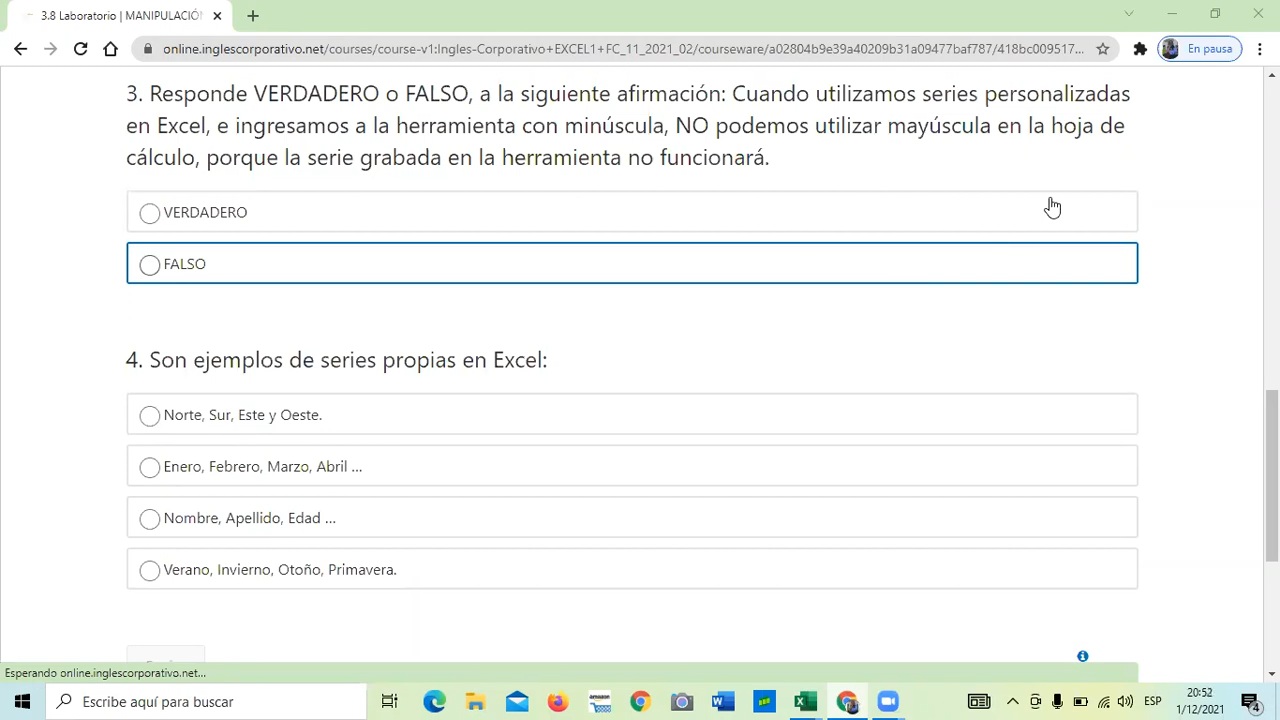 3.8 Laboratorio | MANIPULACIÓN
online.inglescorporativo.net/courses/course-v1:Ingles-Corporativo+EXCEL1+FC_11_2021_02/courseware/a02804b9e39a40209b31a09477baf787/418bc009517...
En pausa
3. Responde VERDADERO o FALSO, a la siguiente afirmación: Cuando utilizamos series personalizadas
en Excel, e ingresamos a la herramienta con minúscula, NO podemos utilizar mayúscula en la hoja de
cálculo, porque la serie grabada en la herramienta no funcionará.
VERDADERO
FALSO
4. Son ejemplos de series propias en Excel:
Norte, Sur, Este y Oeste.
Enero, Febrero, Marzo, Abril ...
Nombre, Apellido, Edad ...
Verano, Invierno, Otoño, Primavera.
Esperando online.inglescorporativo.net...
Escribe aquí para buscar
amazon
ESP
20:52
1/12/2021
4